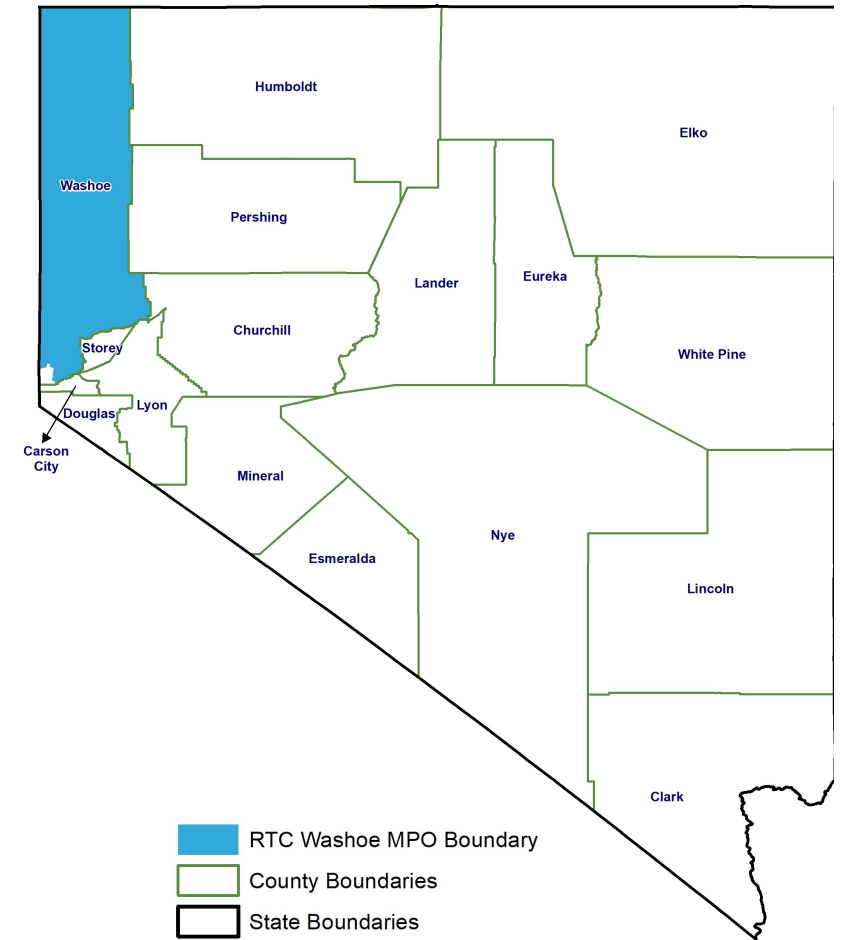 Humboldt
Elko
Washoe
Pershing
Lander
Eureka
Churchill
Storey
White Pine
Lyon
Douglas
Carson
City
Mineral
Nye
Esmeralda
Lincoln
Clark
RTC Washoe MPO Boundary
County Boundaries
State Boundaries